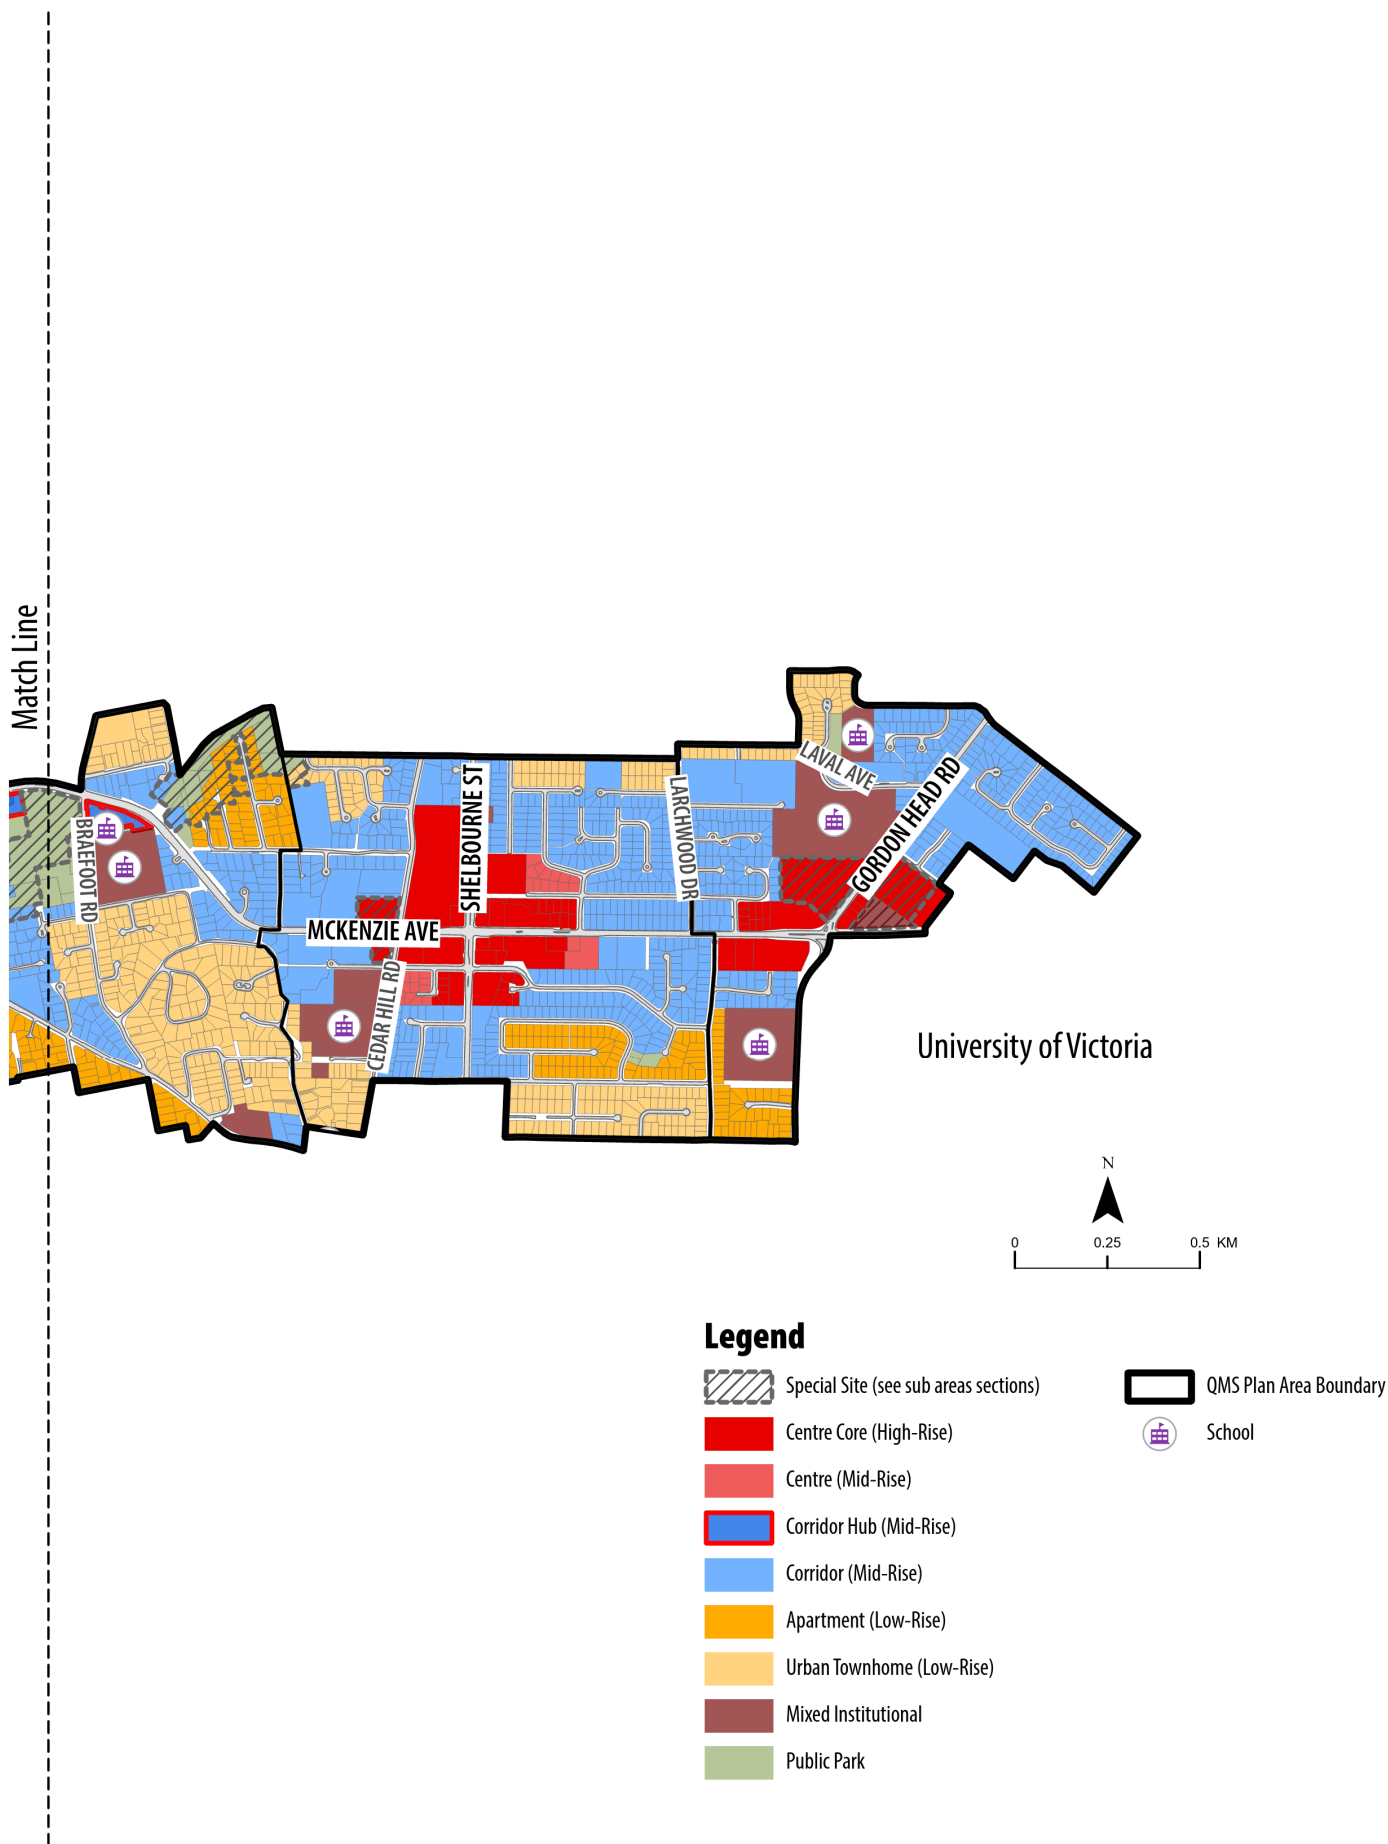 Match Line
BRAEFOOT RD
MCKENZIE AVE
CEDAR HILL RD
SHELBOURNE ST
LARCHWOOD DR
LAVAL AVE
GORDON HEAD RD
University of Victoria
N
0 0.25 0.5 KM
Legend
Special Site (see sub areas sections)
Centre Core (High-Rise)
Centre (Mid-Rise)
Corridor Hub (Mid-Rise)
Corridor (Mid-Rise)
Apartment (Low-Rise)
Urban Townhome (Low-Rise)
Mixed Institutional
Public Park
QMS Plan Area Boundary
School